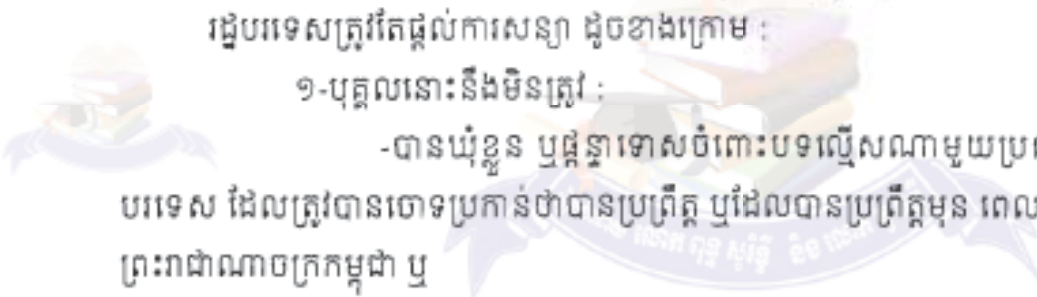 រដ្ឋបរទេសត្រូវតែផ្តល់ការសន្យា ដូចខាងក្រោម :
១-បុគ្គលនោះនឹងមិនត្រូវ :
-បានឃុំខ្លួន ឬផ្តន្ទាទោសចំពោះបទល្មើសណាមួយ
បរទេស ដែលត្រូវបានចោទប្រកាន់ថាបានប្រព្រឹត្ត ឬដែលបានប្រព្រឹត្តមុន ពេល
ព្រះរាជាណាចក្រកម្ពុជា ឬ